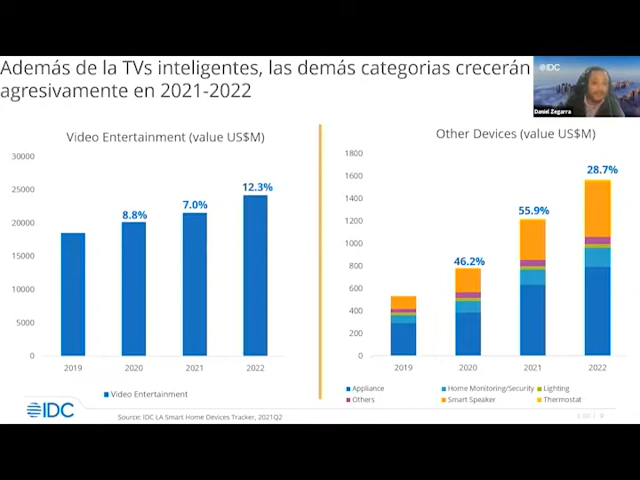 Además de la TVs inteligentes, las demás categorias crecerán
agresivamente en 2021-2022
IDC
Daniel Zegarra
Video Entertainment (value US$M)
30000
25000
20000
15000
10000
5000
0
8.8%
7.0%
12.3%
2019 2020 2021 2022
Video Entertainment
Other Devices (value US$M)
1800
1600
1400
1200
1000
800
600
400
200
0
46.2%
55.9%
28.7%
2019 2020 2021 2022
Appliance Home Monitoring/Security Lighting
Others Smart Speaker Thermostat
IDC
Source: IDC LA Smart Home Devices Tracker, 2021Q2
9